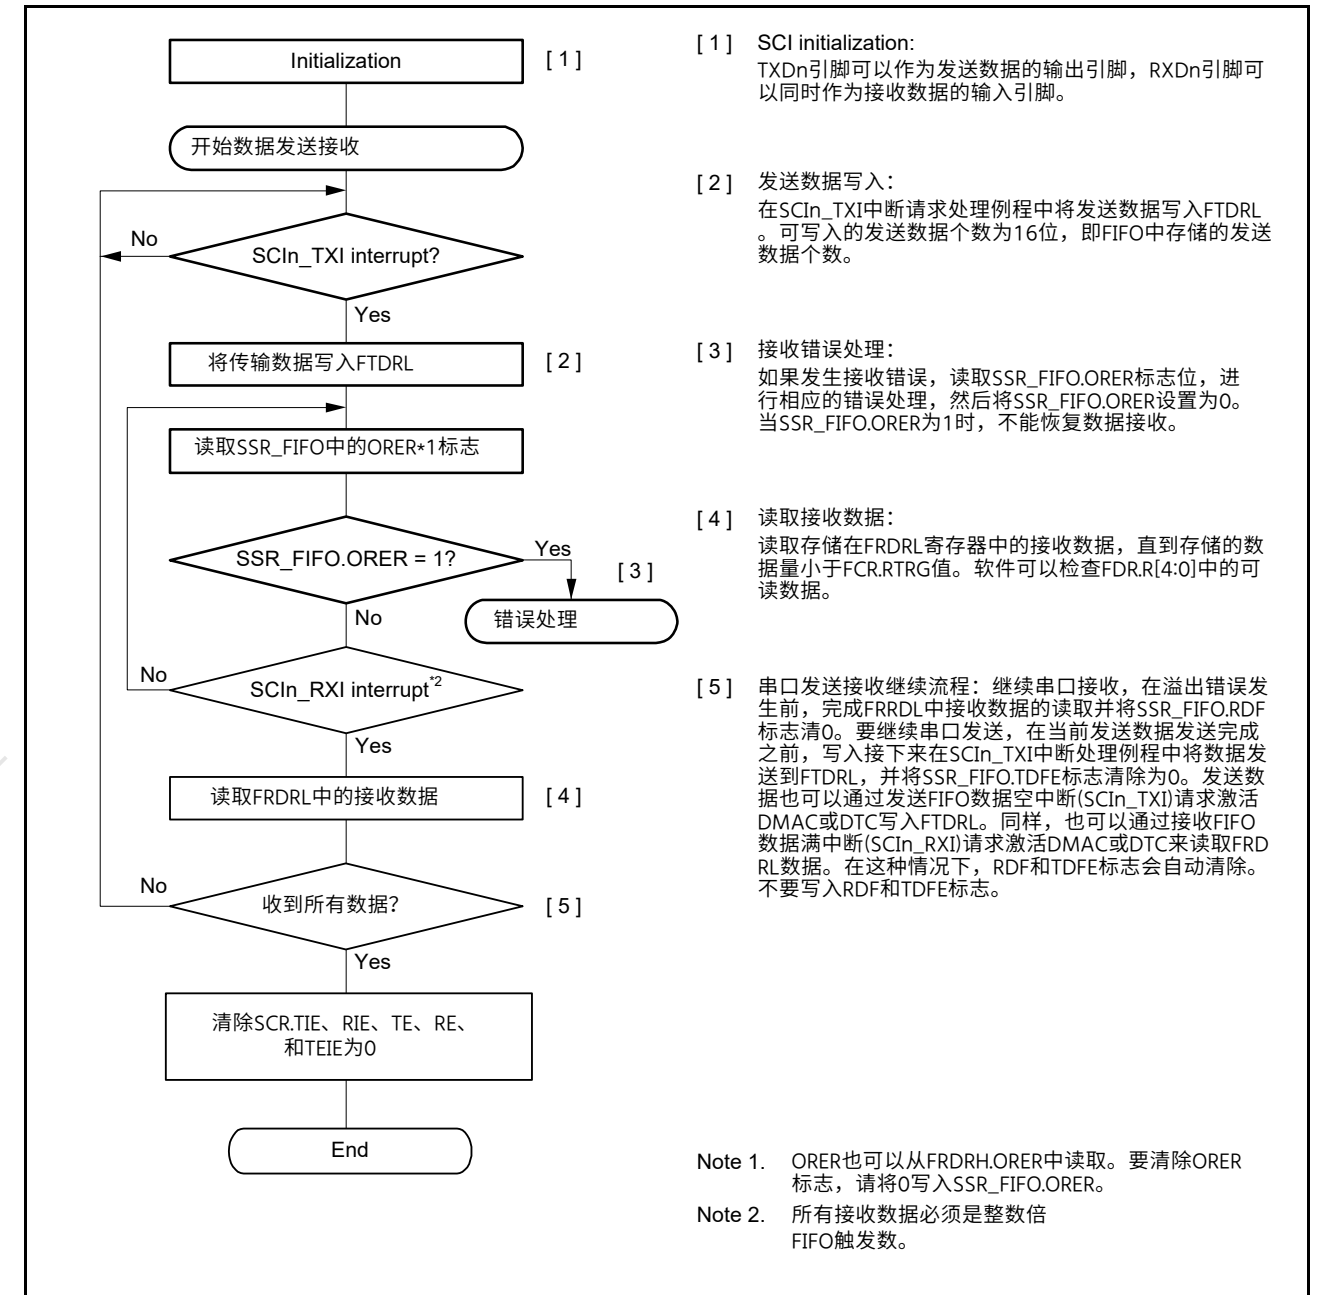 Initialization
[ 1 ]
开始数据发送接收
No
SCIn_TXI interrupt?
Yes
将传输数据写入FTDRL
[ 2 ]
读取SSR_FIFO中的ORER*1标志
SSR_FIFO.ORER = 1?
Yes
[ 3 ]
错误处理
No
No
SCIn_RXI interrupt*2
Yes
读取FRDRL中的接收数据
[ 4 ]
No
收到所有数据?
[ 5 ]
Yes
清除SCR.TIE、RIE、TE、RE、
和TEIE为0
End
[ 1 ] SCI initialization:
TXDn引脚可以作为发送数据的输出引脚，RXDn引脚可
以同时作为接收数据的输入引脚。
[ 2 ] 发送数据写入：
在SCIn_TXI中断请求处理例程中将发送数据写入FTDRL
。可写入的发送数据个数为16位，即FIFO中存储的发送
数据个数。
[ 3 ] 接收错误处理：
如果发生接收错误，读取SSR_FIFO.ORER标志位，进
行相应的错误处理，然后将SSR_FIFO.ORER设置为0。
当SSR_FIFO.ORER为1时，不能恢复数据接收。
[ 4 ] 读取接收数据：
读取存储在FRDRL寄存器中的接收数据，直到存储的数
据量小于FCR.RTRG值。软件可以检查FDR.R[4:0]中的可
读数据。
[ 5 ] 串口发送接收继续流程：继续串口接收，在溢出错误发
生前，完成FRRDL中接收数据的读取并将SSR_FIFO.RDF
标志清0。要继续串口发送，在当前发送数据发送完成
之前，写入接下来在SCIn_TXI中断处理例程中将数据发
送到FTDRL，并将SSR_FIFO.TDFE标志清除为0。发送数
据也可以通过发送FIFO数据空中断(SCIn_TXI)请求激活
DMAC或DTC写入FTDRL。同样，也可以通过接收FIFO
数据满中断(SCIn_RXI)请求激活DMAC或DTC来读取FRD
RL数据。在这种情况下，RDF和TDFE标志会自动清除。
不要写入RDF和TDFE标志。
Note 1. ORER也可以从FRDRH.ORER中读取。要清除ORER
标志，请将0写入SSR_FIFO.ORER。
Note 2. 所有接收数据必须是整数倍
FIFO触发数。